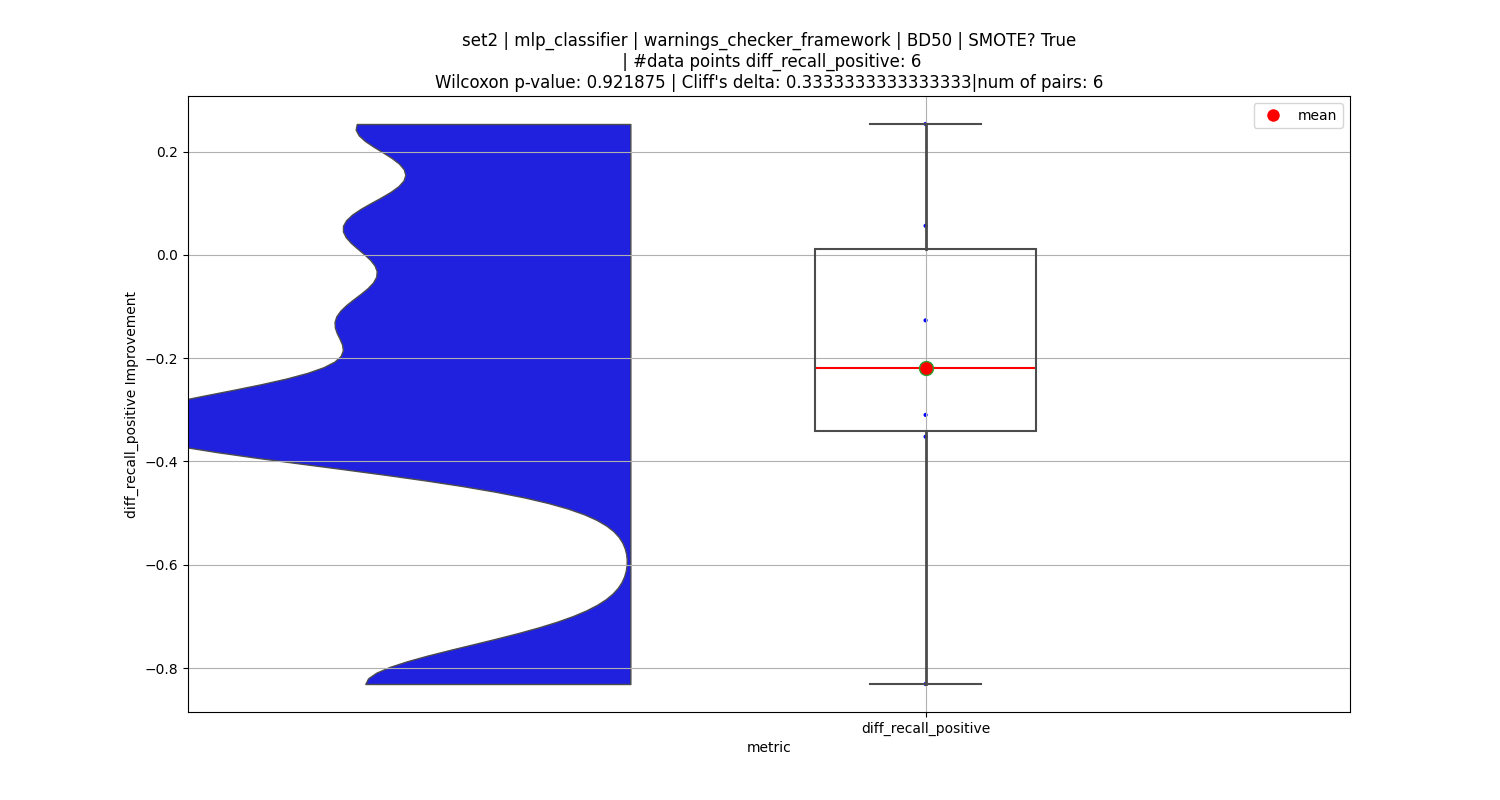 set2 | mlp_classifier | warnings_checker_framework | BD50 | SMOTE? True
| #data points diff_recall_positive: 6
Wilcoxon p-value: 0.921875 | Cliff's delta: 0.3333333333333333|num of pairs: 6
mean
0.2
0.0
−0.2
−0.4
−0.6
−0.8
diff_recall_positive Improvement
diff_recall_positive
metric